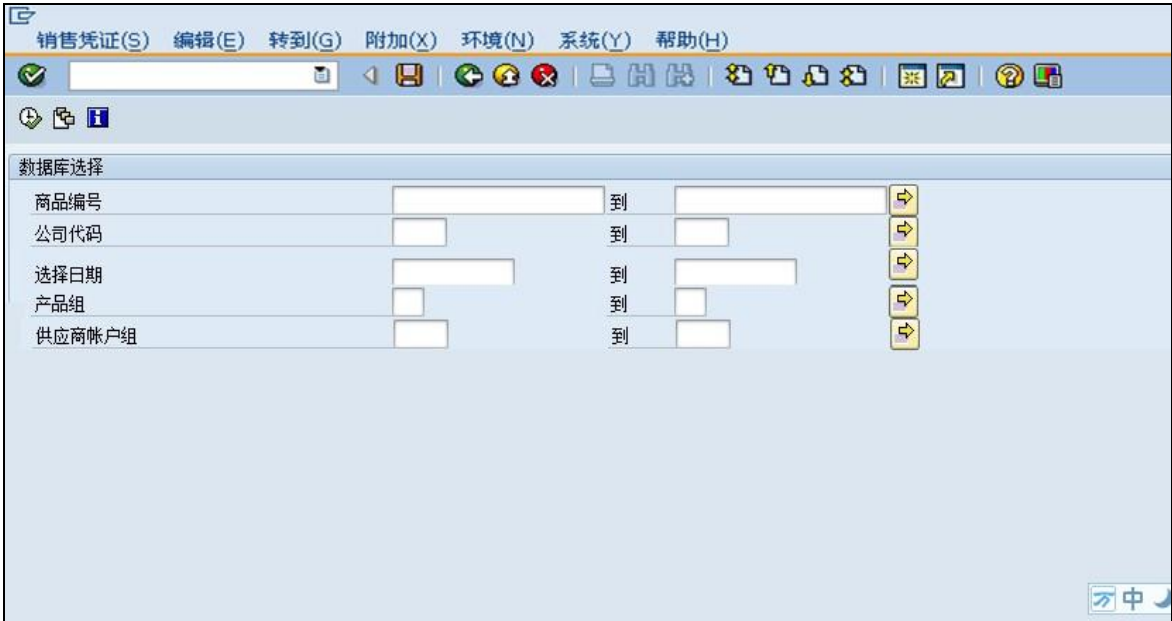 销售凭证(S) 编辑(E) 转到(G) 附加(X) 环境(N) 系统(Y) 帮助(H)
数据库选择
商品编号 到
公司代码 到
选择日期 到
产品组 到
供应商帐户组 到
万中